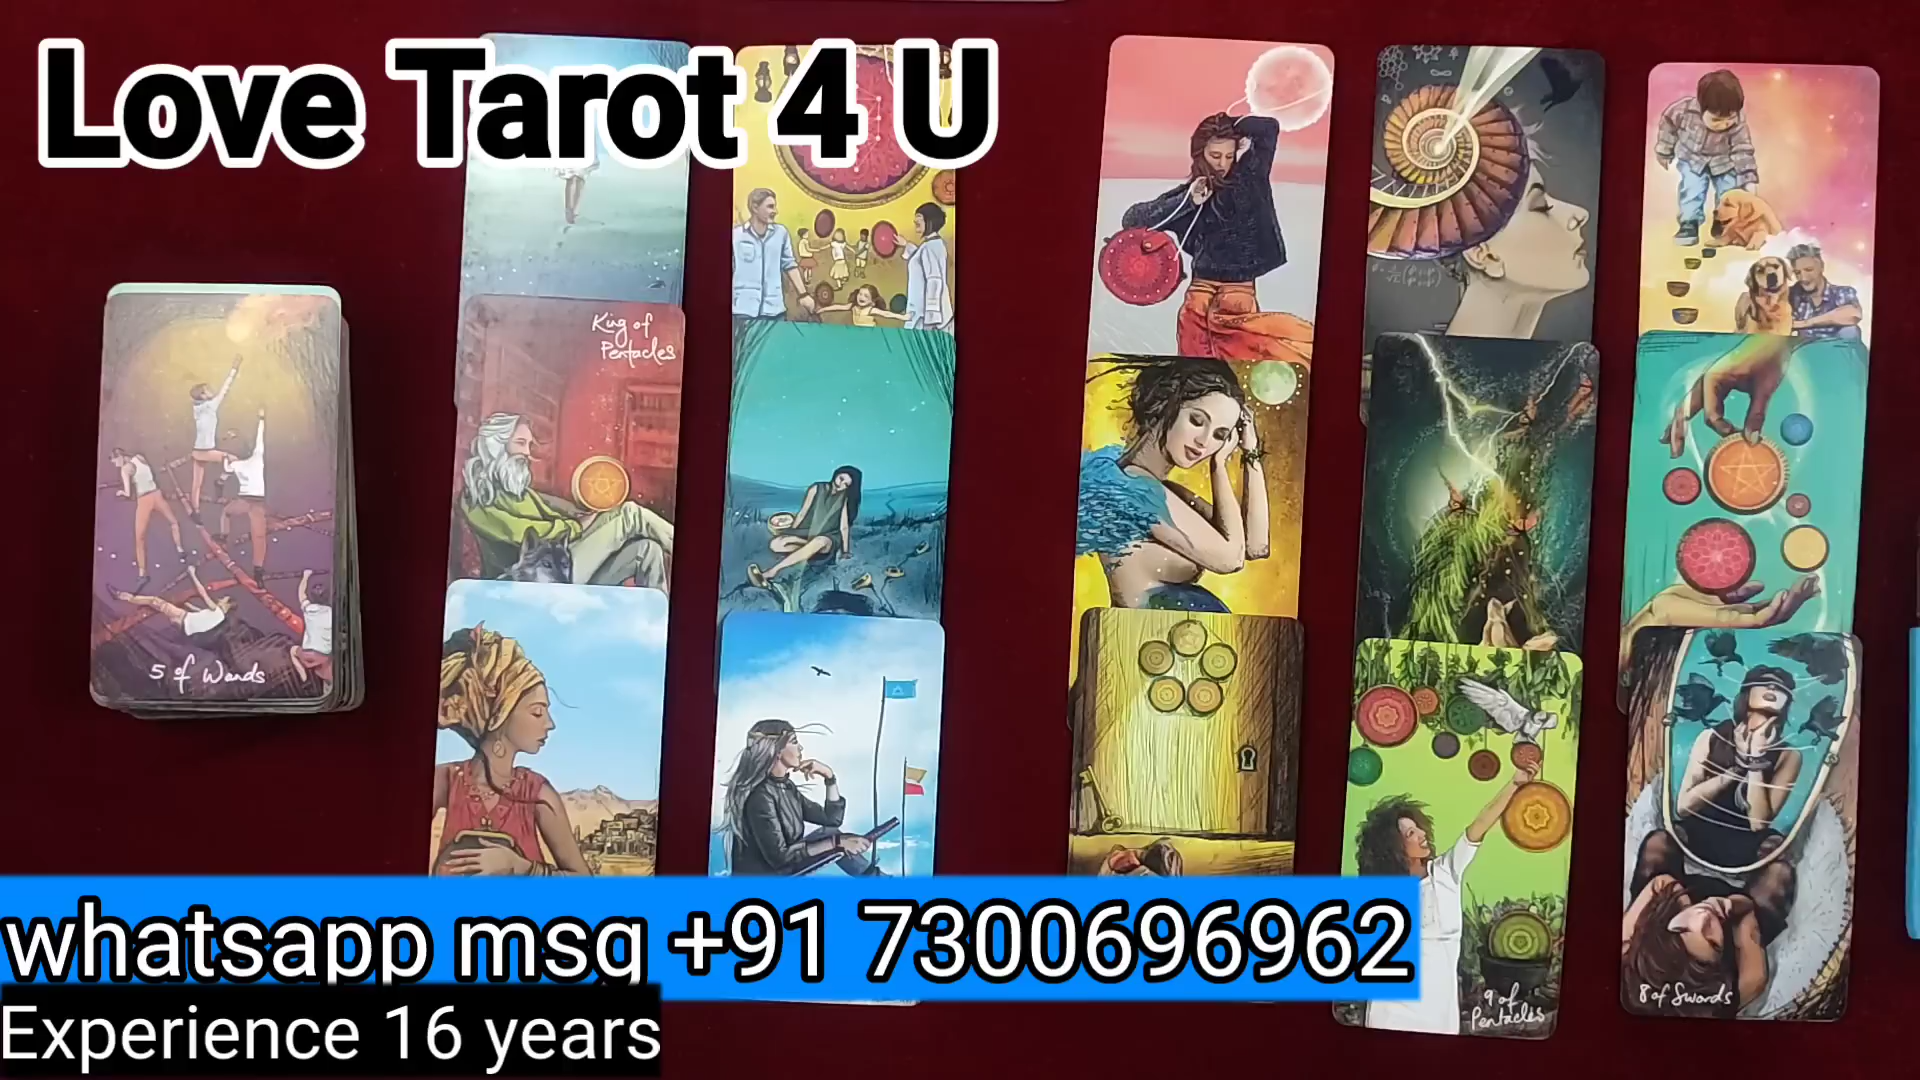 Love Tarot 4 U
King of
Pentacles
5 of Wands
whatsapp msg +91 7300696962
Experience 16 years
9 of
Pentacles
8 of Swords